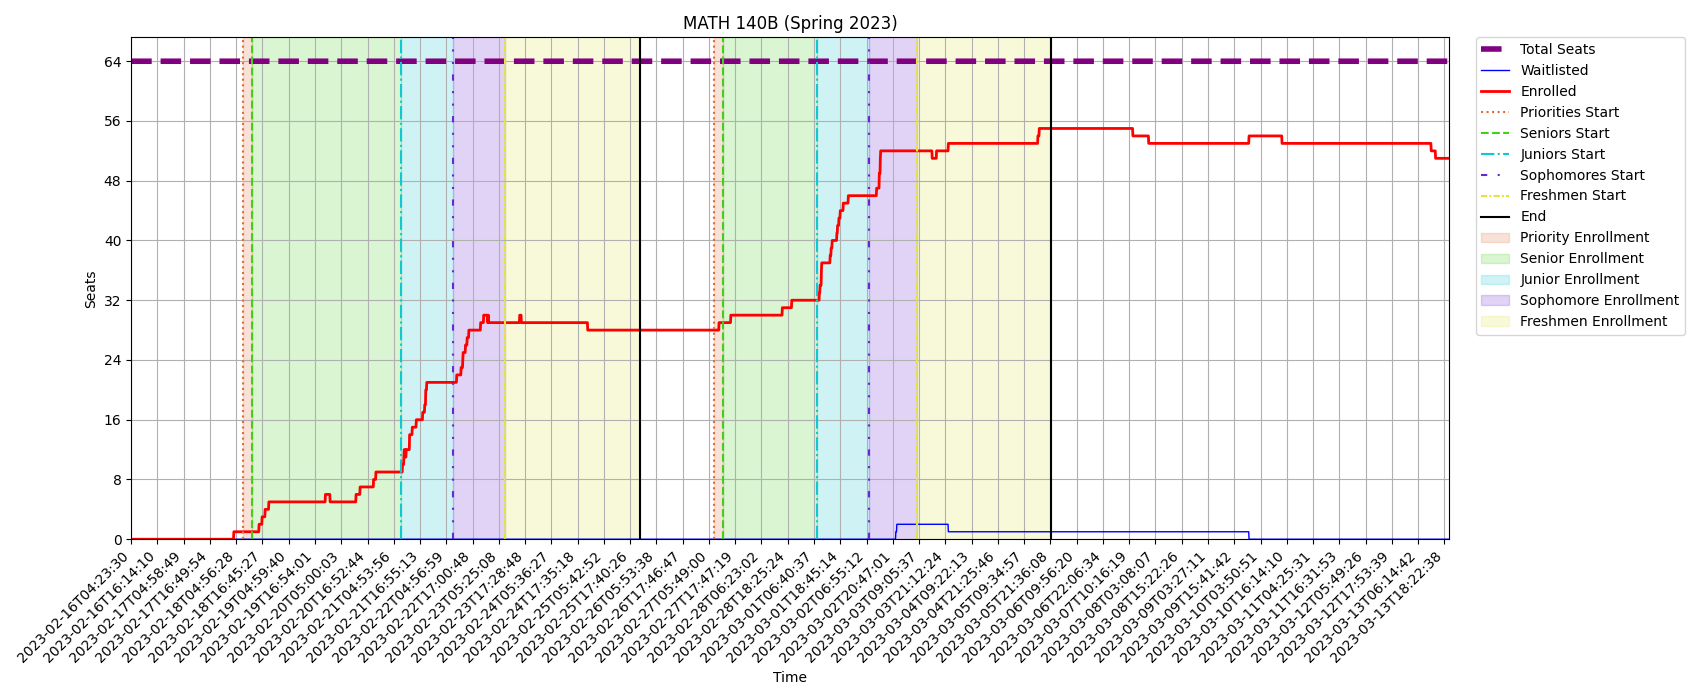 MATH 140B (Spring 2023)
Seats
64
56
48
40
32
24
16
8
0
2023-02-16T04:23:30
2023-02-16T16:14:10
2023-02-17T04:58:49
2023-02-17T16:49:54
2023-02-18T04:56:28
2023-02-18T16:45:27
2023-02-19T04:59:40
2023-02-19T16:54:01
2023-02-20T05:00:03
2023-02-20T16:52:44
2023-02-21T04:53:56
2023-02-21T16:55:13
2023-02-22T04:56:59
2023-02-22T17:00:48
2023-02-23T05:25:08
2023-02-23T17:28:48
2023-02-24T05:36:27
2023-02-24T17:35:18
2023-02-25T05:42:52
2023-02-25T17:40:26
2023-02-26T05:53:38
2023-02-26T17:46:47
2023-02-27T05:49:00
2023-02-27T17:47:19
2023-02-28T06:23:02
2023-02-28T18:25:24
2023-03-01T06:40:37
2023-03-01T18:45:14
2023-03-02T06:55:12
2023-03-02T20:47:01
2023-03-03T09:05:37
2023-03-03T21:12:24
2023-03-04T09:22:13
2023-03-04T21:25:46
2023-03-05T09:34:57
2023-03-05T21:36:08
2023-03-06T09:56:20
2023-03-06T22:06:34
2023-03-07T10:16:19
2023-03-08T03:08:07
2023-03-08T15:22:26
2023-03-09T03:27:11
2023-03-09T15:41:42
2023-03-10T03:50:51
2023-03-10T16:14:10
2023-03-11T04:25:31
2023-03-11T16:31:53
2023-03-12T05:49:26
2023-03-12T17:53:39
2023-03-13T06:14:42
2023-03-13T18:22:38
Time
Total Seats
Waitlisted
Enrolled
Priorities Start
Seniors Start
Juniors Start
Sophomores Start
Freshmen Start
End
Priority Enrollment
Senior Enrollment
Junior Enrollment
Sophomore Enrollment
Freshmen Enrollment